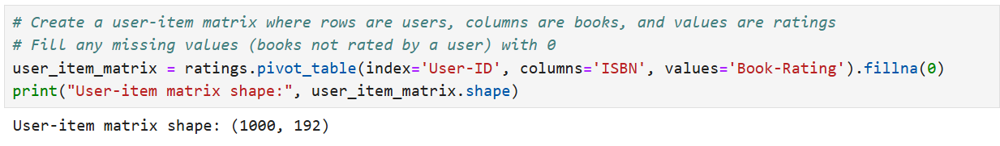 # Create a user-item matrix where rows are users, columns are books, and values are ratings
# Fill any missing values (books not rated by a user) with 0
user_item_matrix = ratings.pivot_table(index='User-ID', columns='ISBN', values='Book-Rating').fillna(0)
print("User-item matrix shape:", user_item_matrix.shape)
User-item matrix shape: (1000, 192)